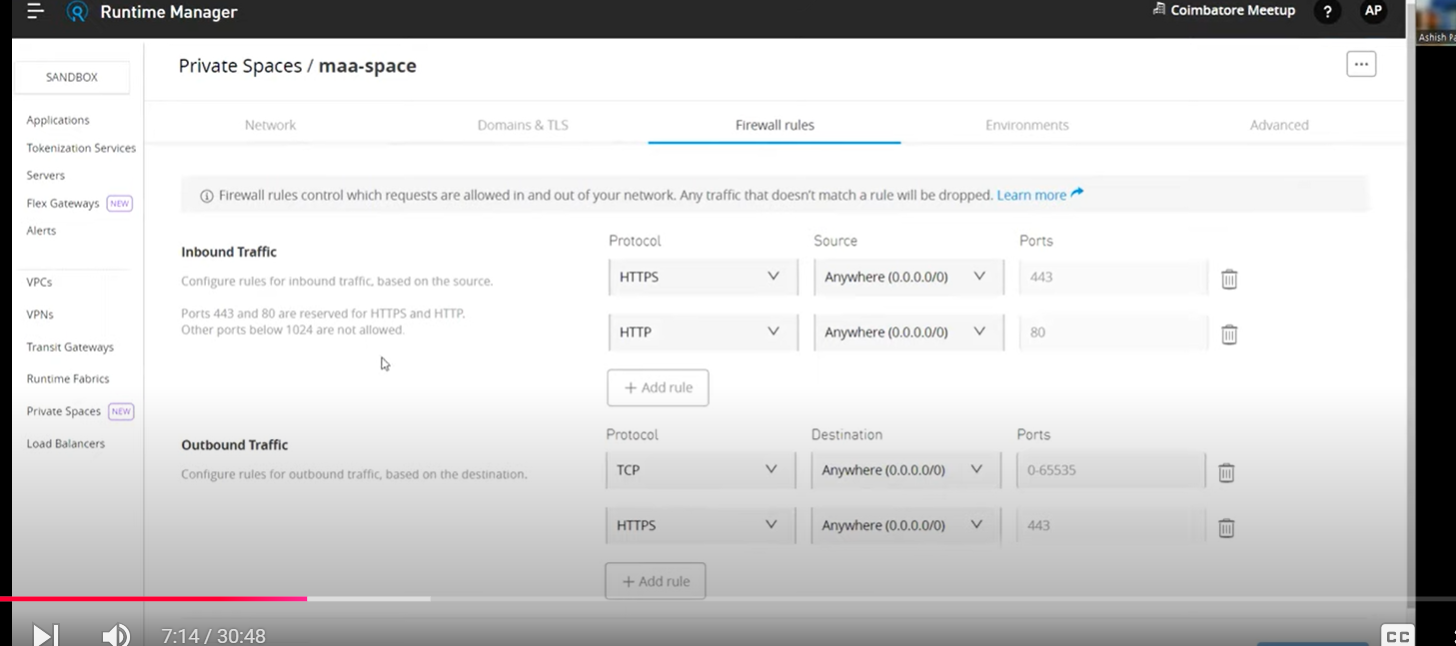 Runtime Manager
Coimbatore Meetup ? AP
Ashish
Private Spaces / maa-space
...
SANDBOX
Applications
Tokenization Services
Servers
Flex Gateways NEW
Alerts
VPCs
VPNs
Transit Gateways
Runtime Fabrics
Private Spaces NEW
Load Balancers
Network Domains & TLS Firewall rules Environments Advanced
Firewall rules control which requests are allowed in and out of your network. Any traffic that doesn't match a rule will be dropped. Learn more
Inbound Traffic
Configure rules for inbound traffic, based on the source.
Ports 443 and 80 are reserved for HTTPS and HTTP.
Other ports below 1024 are not allowed.
Protocol Source Ports
HTTPS Anywhere (0.0.0.0/0) 443
HTTP Anywhere (0.0.0.0/0) 80
+ Add rule
Outbound Traffic
Configure rules for outbound traffic, based on the destination.
Protocol Destination Ports
TCP Anywhere (0.0.0.0/0) 0-65535
HTTPS Anywhere (0.0.0.0/0) 443
+ Add rule
7:14 / 30:48
CC